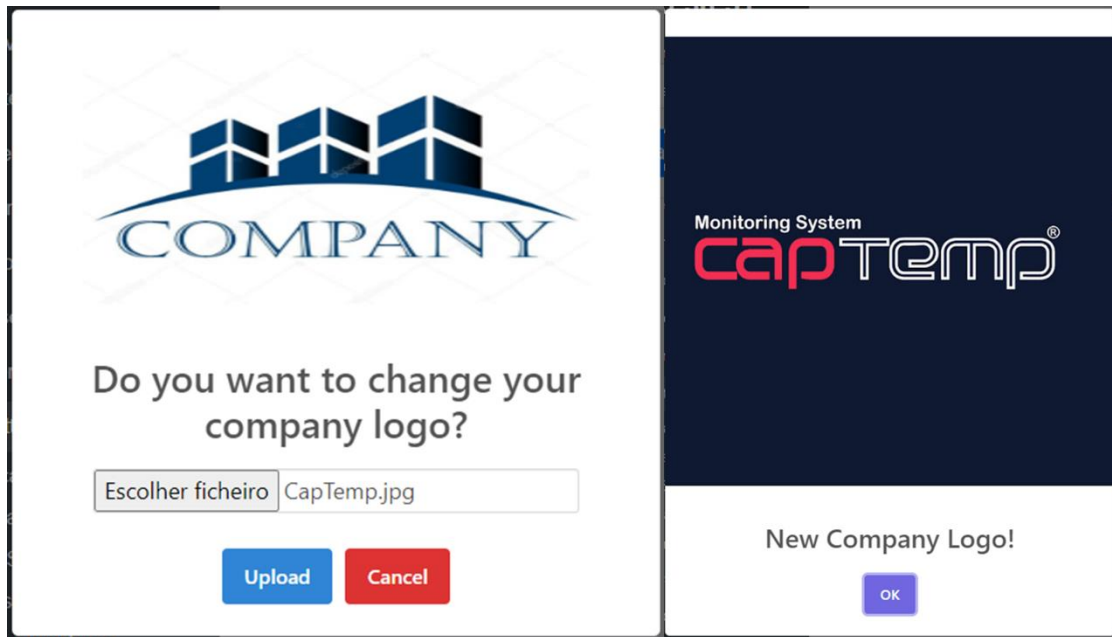 COMPANY
Do you want to change your
company logo?
Escolher ficheiro CapTemp.jpg
Upload Cancel
Monitoring System
capTemp®
New Company Logo!
OK